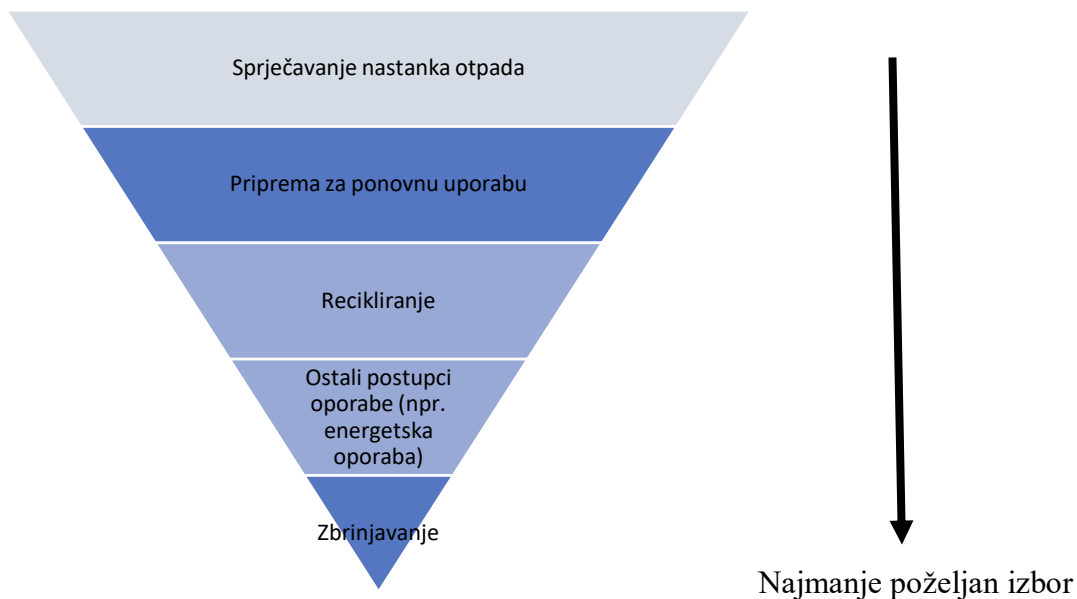 Sprječavanje nastanka otpada
Priprema za ponovnu uporabu
Recikliranje
Ostali postupci
oporabe (npr.
energetska
oporaba)
Zbrinjavanje
Najmanje poželjan izbor